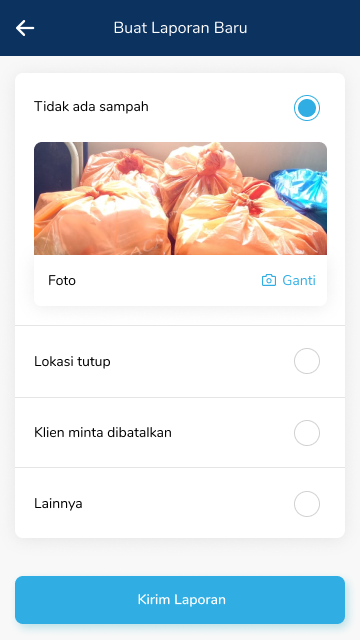 Buat Laporan Baru
Tidak ada sampah
Foto
Ganti
Lokasi tutup
Klien minta dibatalkan
Lainnya
Kirim Laporan